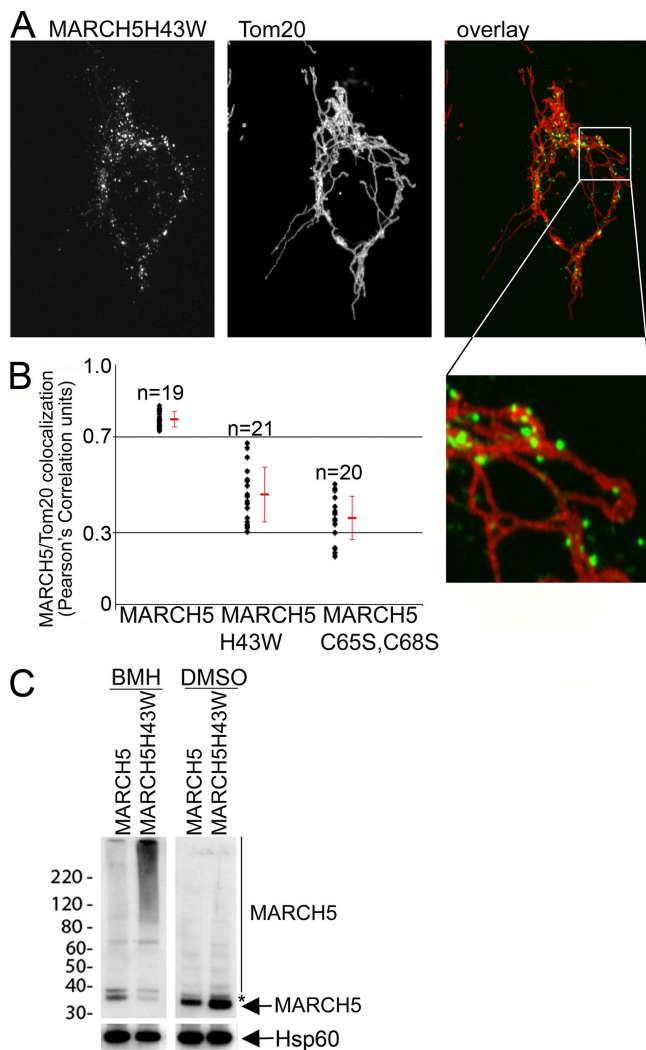 A
MARCH5H43W Tom20 overlay
B
MARCH5/Tom20 colocalization
(Pearson's Correlation units)
1.0
0.7
0.3
0
n=19
n=21
n=20
MARCH5 MARCH5 MARCH5
H43W C65S,C68S
C
BMH DMSO
MARCH5
MARCH5H43W
MARCH5
MARCH5H43W
220-
120-
80-
60-
50-
40-
30-
MARCH5
*
MARCH5
Hsp60